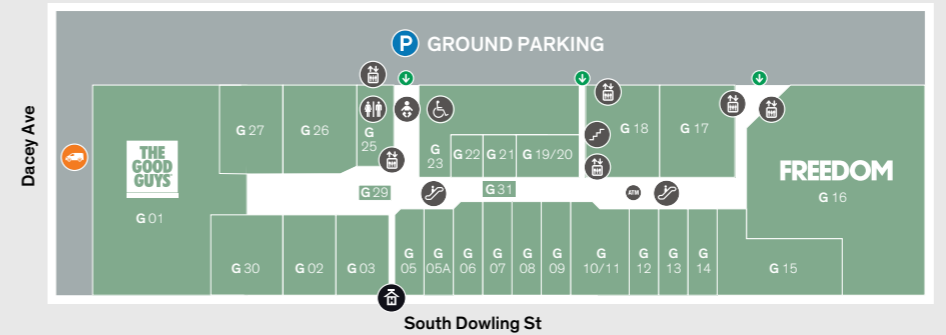 P GROUND PARKING
Dacey Ave
THE
GOOD
GUYS
G 01
G 27
G 26
G
25
G
23
G 22
G 21
G 19/20
G 18
G 17
FREEDOM
G 16
G 29
G 31
ATM
G 30
G 02
G 03
G
05
G
05A
G
06
G
07
G
08
G
09
G
10/11
G
12
G
13
G
14
G 15
South Dowling St